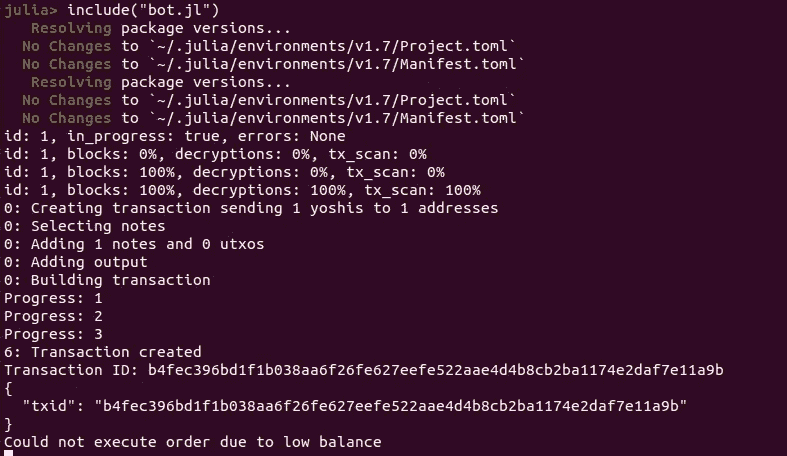 julia> include("bot.jl")
Resolving package versions...
No Changes to `~/.julia/environments/v1.7/Project.toml`
No Changes to `~/.julia/environments/v1.7/Manifest.toml`
Resolving package versions...
No Changes to `~/.julia/environments/v1.7/Project.toml`
No Changes to `~/.julia/environments/v1.7/Manifest.toml`
id: 1, in_progress: true, errors: None
id: 1, blocks: 0%, decryptions: 0%, tx_scan: 0%
id: 1, blocks: 100%, decryptions: 0%, tx_scan: 0%
id: 1, blocks: 100%, decryptions: 100%, tx_scan: 100%
0: Creating transaction sending 1 yoshis to 1 addresses
0: Selecting notes
0: Adding 1 notes and 0 utxos
0: Adding output
0: Building transaction
Progress: 1
Progress: 2
Progress: 3
6: Transaction created
Transaction ID: b4fec396bd1f1b038aa6f26fe627eefe522aae4d4b8cb2ba1174e2daf7e11a9b
{
"txid": "b4fec396bd1f1b038aa6f26fe627eefe522aae4d4b8cb2ba1174e2daf7e11a9b"
}
Could not execute order due to low balance